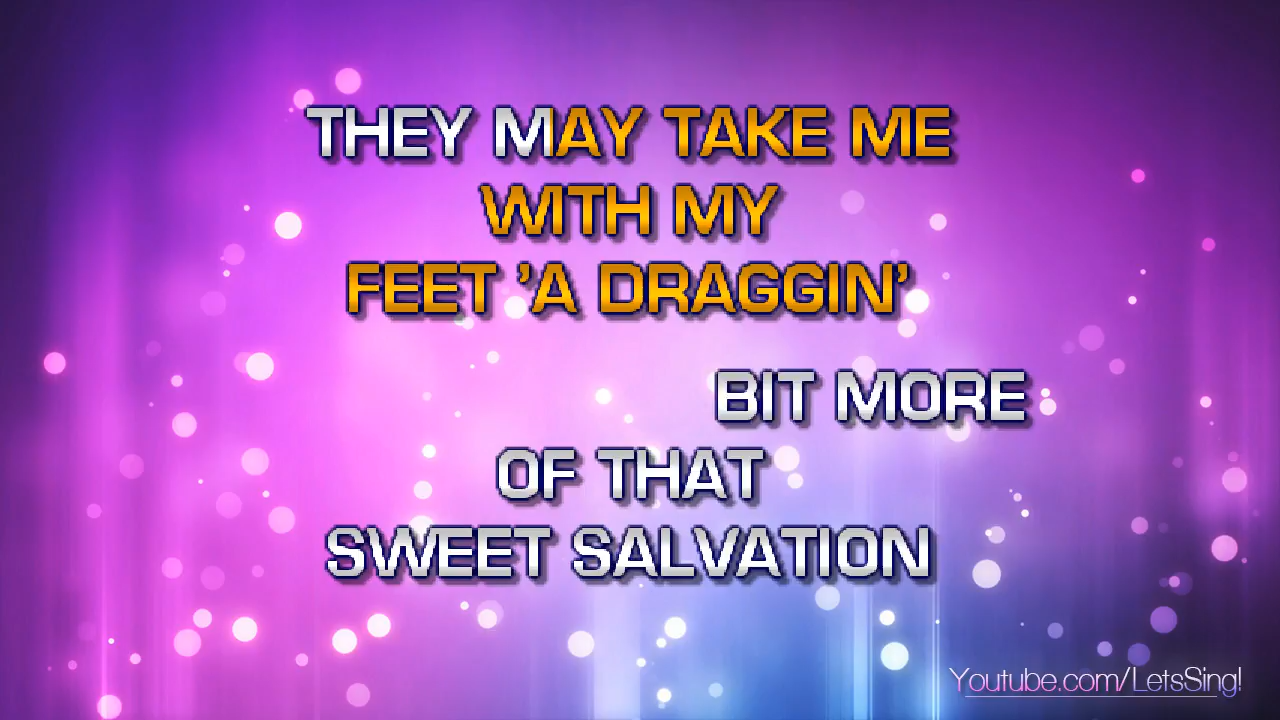 THEY MAY TAKE ME
WITH MY
FEET 'A DRAGGIN'
BIT MORE
OF THAT
SWEET SALVATION
Youtube.com/LetsSing!